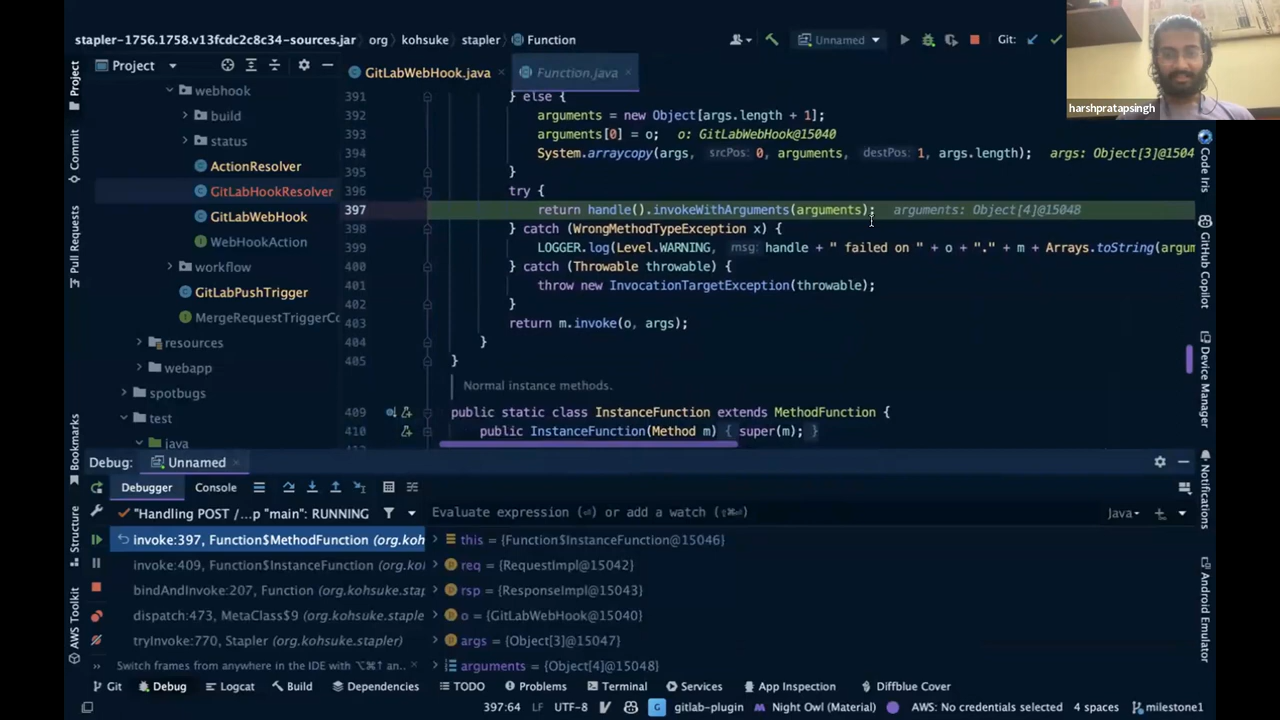 stapler-1756.1758.v13fcdc2c8c34-sources.jar org kohsuke stapler Function Unnamed Git:
harshpratapsingh
Project
GitLabWebHook.java
Function.java
Project
Commit
Pull Requests
Bookmarks
Structure
AWS Toolkit
webhook
build
status
ActionResolver
GitLabHookResolver
GitLabWebHook
WebHookAction
workflow
GitLabPushTrigger
MergeRequestTriggerCo
resources
webapp
spotbugs
test
java
391 } else {
392 arguments = new Object[args.length + 1];
393 arguments[0] = o; o: GitLabWebHook@15040
394 System.arraycopy(args, srcPos: 0, arguments, destPos: 1, args.length); args: Object[3]@1504
395 }
396 try {
397 return handle().invokeWithArguments(arguments); arguments: Object[4]@15048
398 } catch (WrongMethodTypeException x) {
399 LOGGER.log(Level.WARNING, msg: handle + " failed on " + o + "." + m + Arrays.toString(argum
400 } catch (Throwable throwable) {
401 throw new InvocationTargetException(throwable);
402 }
403 return m.invoke(o, args);
404 }
405 }
Normal instance methods.
409 public static class InstanceFunction extends MethodFunction {
410 public InstanceFunction(Method m) { super(m); }
Code Iris
GitHub Copilot
Device Manager
Notifications
Android Emulator
Debug: Unnamed
Debugger Console
"Handling POST /...p "main": RUNNING
Evaluate expression (⏎) or add a watch (⇧⌘⏎)
Java
invoke:397, Function$MethodFunction (org.koh
invoke:409, Function$InstanceFunction (org.k
bindAndInvoke:207, Function (org.kohsuke.stap
dispatch:473, MetaClass$9 (org.kohsuke.stapler
tryInvoke:770, Stapler (org.kohsuke.stapler)
Switch frames from anywhere in the IDE with ⌥⌘↑ an...
this = {Function$InstanceFunction@15046}
req = {RequestImpl@15042}
rsp = {ResponseImpl@15043}
o = {GitLabWebHook@15040}
args = {Object[3]@15047}
arguments = {Object[4]@15048}
Git Debug Logcat Build Dependencies TODO Problems Terminal Services App Inspection Diffblue Cover
397:64 LF UTF-8 gitlab-plugin Night Owl (Material) AWS: No credentials selected 4 spaces milestone1